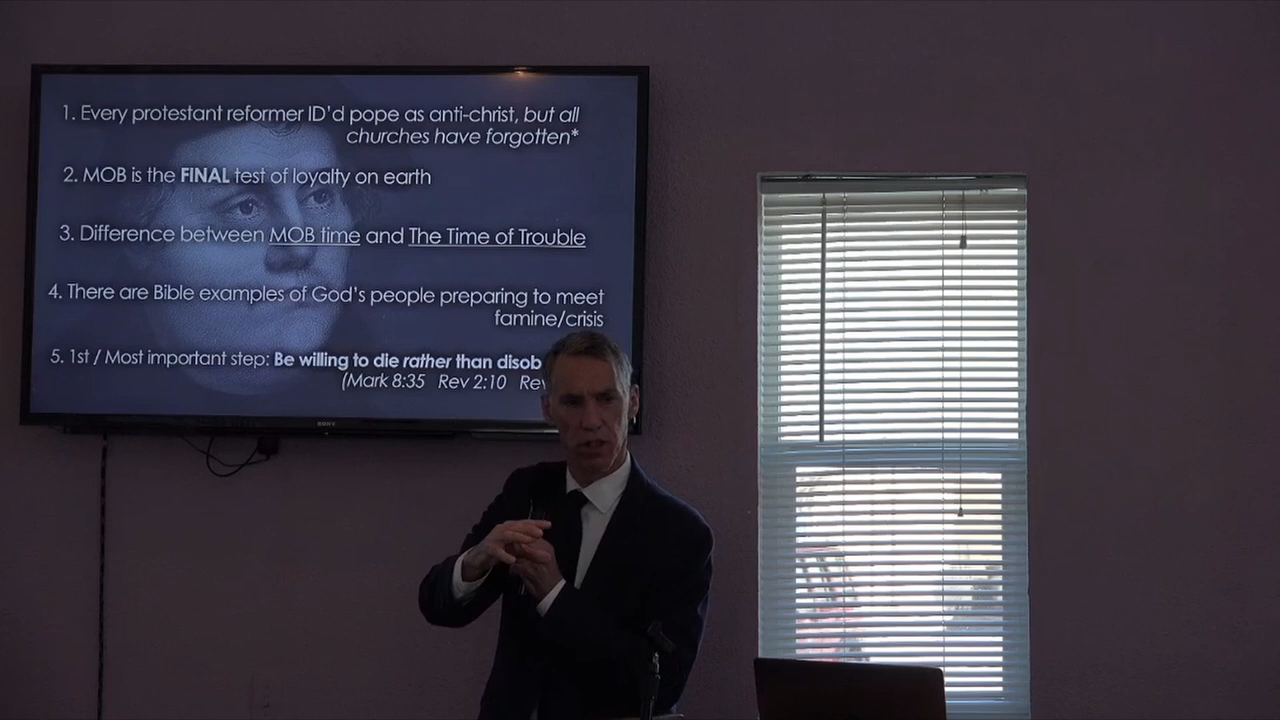 1. Every protestant reformer ID'd pope as anti-christ, but all
churches have forgotten*
2. MOB is the FINAL test of loyalty on earth
3. Difference between MOB time and The Time of Trouble
4. There are Bible examples of God's people preparing to meet
famine/crisis
5. 1st / Most important step: Be willing to die rather than disob
(Mark 8:35 Rev 2:10 Rev
SONY